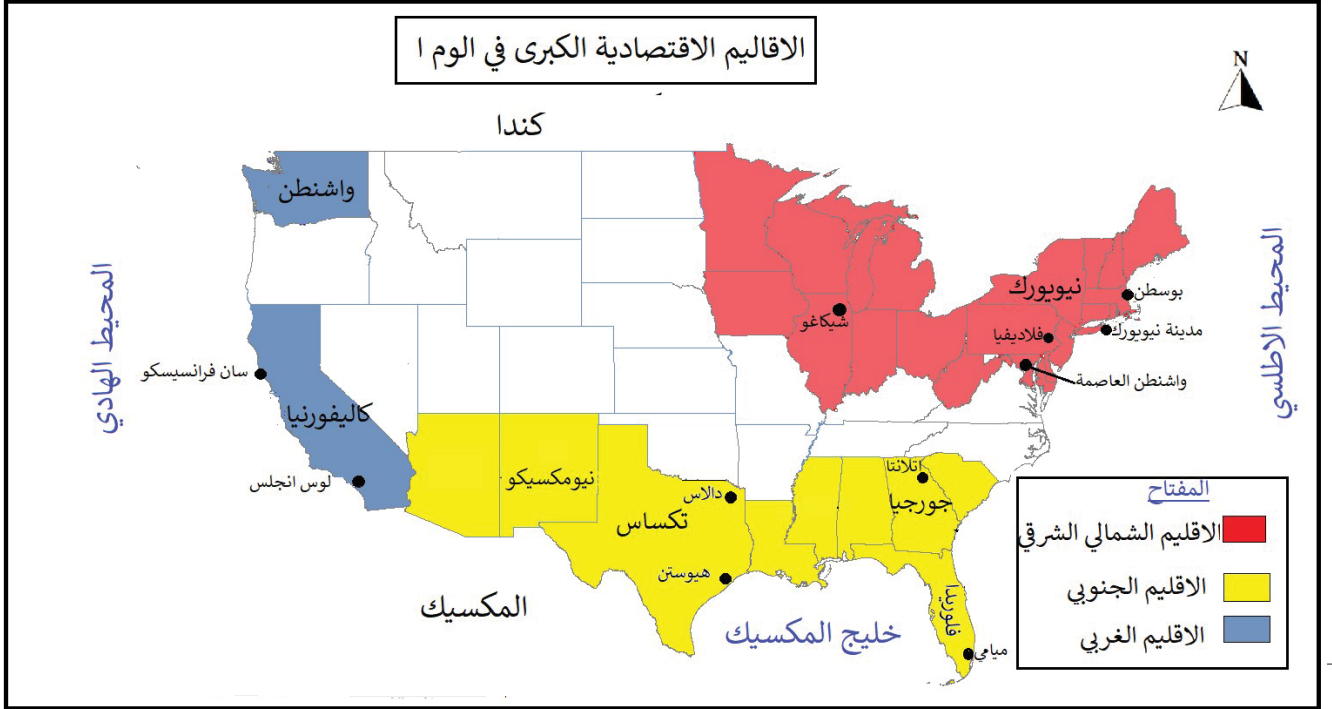 الاقاليم الاقتصادية الكبرى في الوم ا
N
كندا
واشنطن
المحيط الهادي
المحيط الاطلسي
نيويورك
بوسطن
شيكاغو
فلاديفيا
مدينة نيويورك
واشنطن العاصمة
سان فرانسيسكو
كاليفورنيا
لوس انجلس
نيومكسيكو
دالاس
تكساس
هيوستن
اتلانتا
جورجيا
فلوريدا
ميامي
المكسيك
خليج المكسيك
المفتاح
الاقليم الشمالي الشرقي
الاقليم الجنوبي
الاقليم الغربي